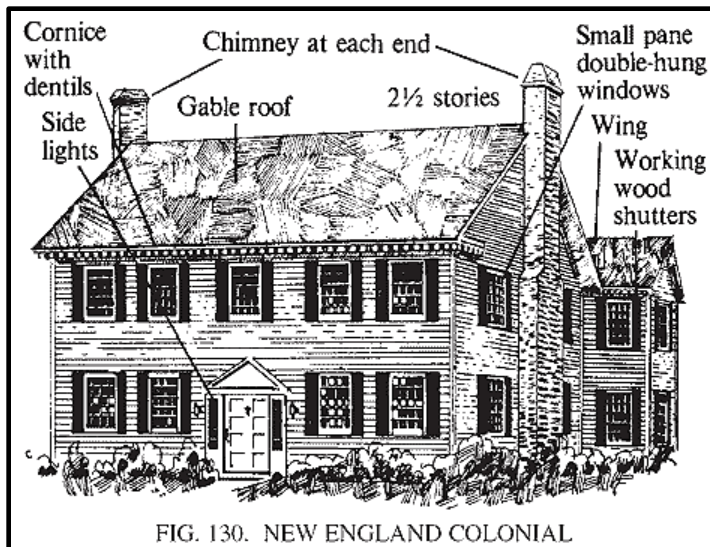 Cornice
with
dentils
Chimney at each end
Small pane
double-hung
windows
Gable roof
2½ stories
Side
lights
Wing
Working
wood
shutters
FIG. 130. NEW ENGLAND COLONIAL